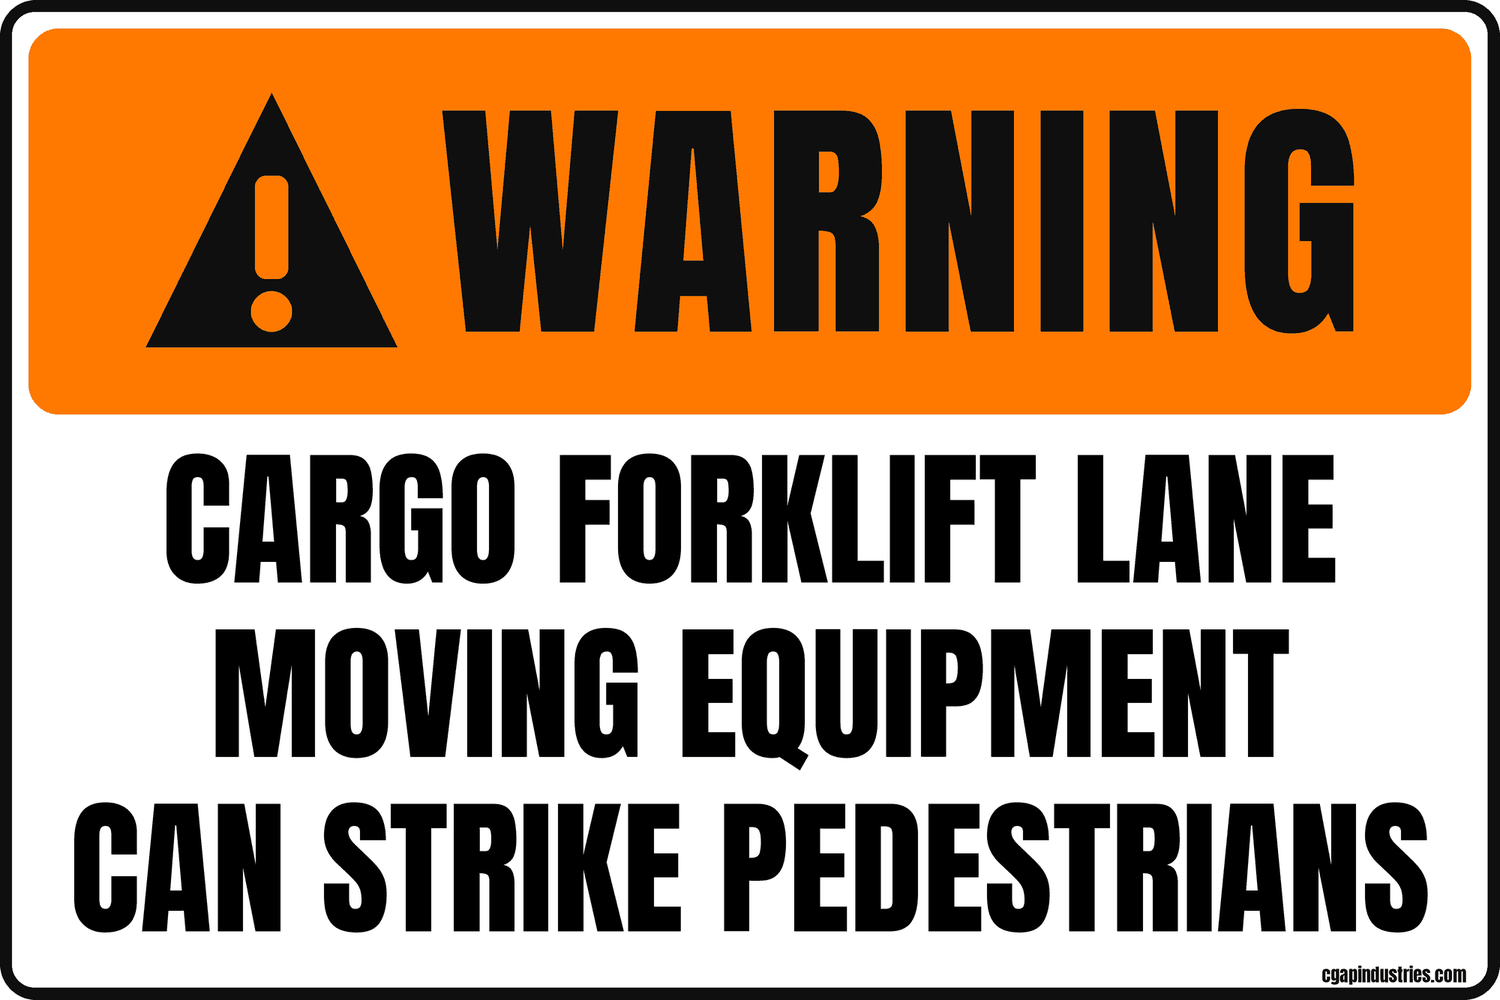 WARNING
CARGO FORKLIFT LANE
MOVING EQUIPMENT
CAN STRIKE PEDESTRIANS
cgapindustries.com